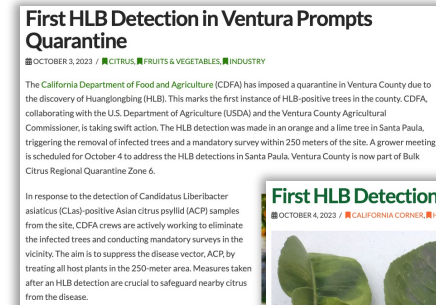 First HLB Detection in Ventura Prompts
Quarantine
OCTOBER 3, 2023 / CITRUS, FRUITS & VEGETABLES, INDUSTRY
The California Department of Food and Agriculture (CDFA) has imposed a quarantine in Ventura County due to
the discovery of Huanglongbing (HLB). This marks the first instance of HLB-positive trees in the county. CDFA,
collaborating with the U.S. Department of Agriculture (USDA) and the Ventura County Agricultural
Commissioner, is taking swift action. The HLB detection was made in an orange and a lime tree in Santa Paula,
triggering the removal of infected trees and a mandatory survey within 250 meters of the site. A grower meeting
is scheduled for October 4 to address the HLB detections in Santa Paula. Ventura County is now part of Bulk
Citrus Regional Quarantine Zone 6.
In response to the detection of Candidatus Liberibacter
asiaticus (CLas)-positive Asian citrus psyllid (ACP) samples
from the site, CDFA crews are actively working to eliminate
the infected trees and conducting mandatory surveys in the
vicinity. The aim is to suppress the disease vector, ACP, by
treating all host plants in the 250-meter area. Measures taken
after an HLB detection are crucial to safeguard nearby citrus
from the disease.
First HLB Detection
OCTOBER 4, 2023 / CALIFORNIA CORNER,